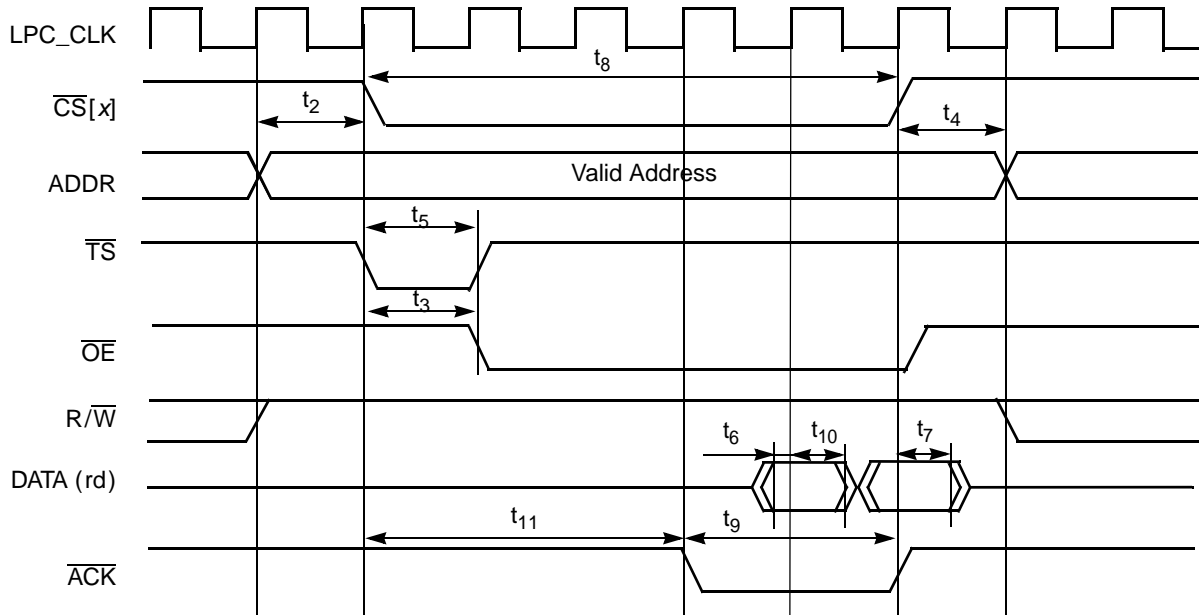 LPC_CLK
t8
CS[x]
t2
t4
ADDR
Valid Address
t5
TS
t3
OE
R/W
t6
t10
t7
DATA (rd)
t11
t9
ACK